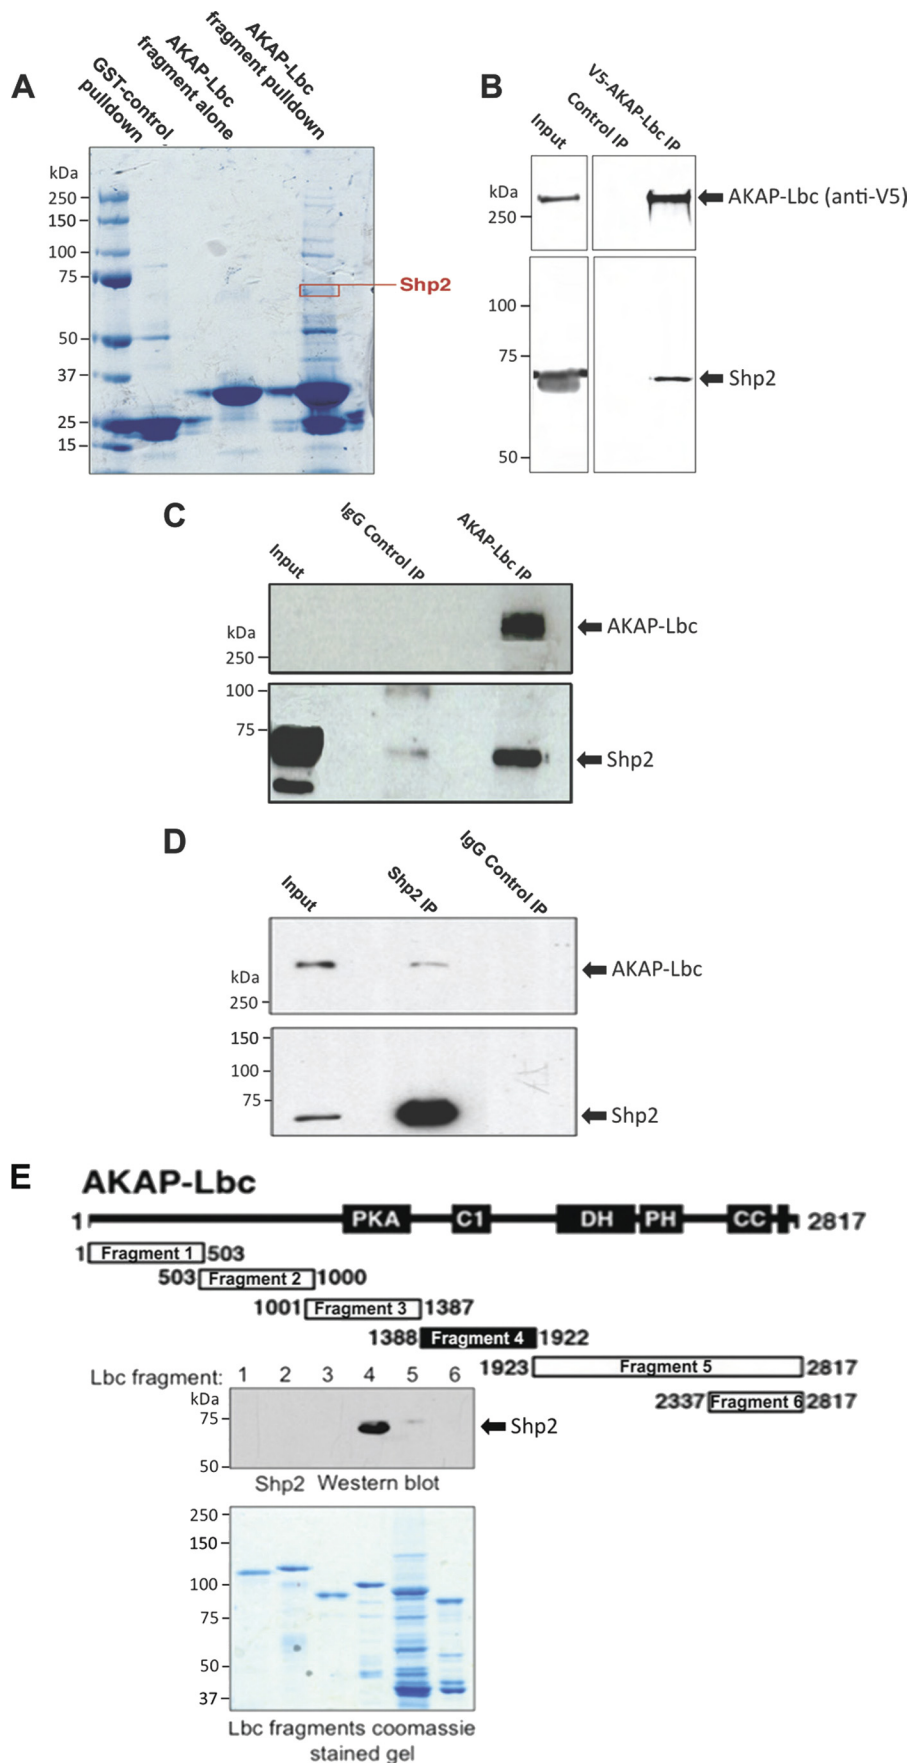 A
GST-control
pulldown
AKAP-Lbc
fragment alone
AKAP-Lbc
fragment pulldown
kDa
250
150
100
75
50
37
25
15
Shp2
B
Input
Control IP
V5-AKAP-Lbc IP
kDa
250
AKAP-Lbc (anti-V5)
100
75
50
Shp2
C
Input
IgG Control IP
AKAP-Lbc IP
kDa
250
AKAP-Lbc
100
75
Shp2
D
Input
Shp2 IP
IgG Control IP
kDa
250
AKAP-Lbc
150
100
75
Shp2
E
AKAP-Lbc
1 PKA C1 DH PH CC 2817
1 Fragment 1 503
503 Fragment 2 1000
1001 Fragment 3 1387
1388 Fragment 4 1922
1923 Fragment 5 2817
2337 Fragment 6 2817
Lbc fragment: 1 2 3 4 5 6
kDa
75
50
Shp2
Shp2 Western blot
250
150
100
75
50
37
Lbc fragments coomassie
stained gel